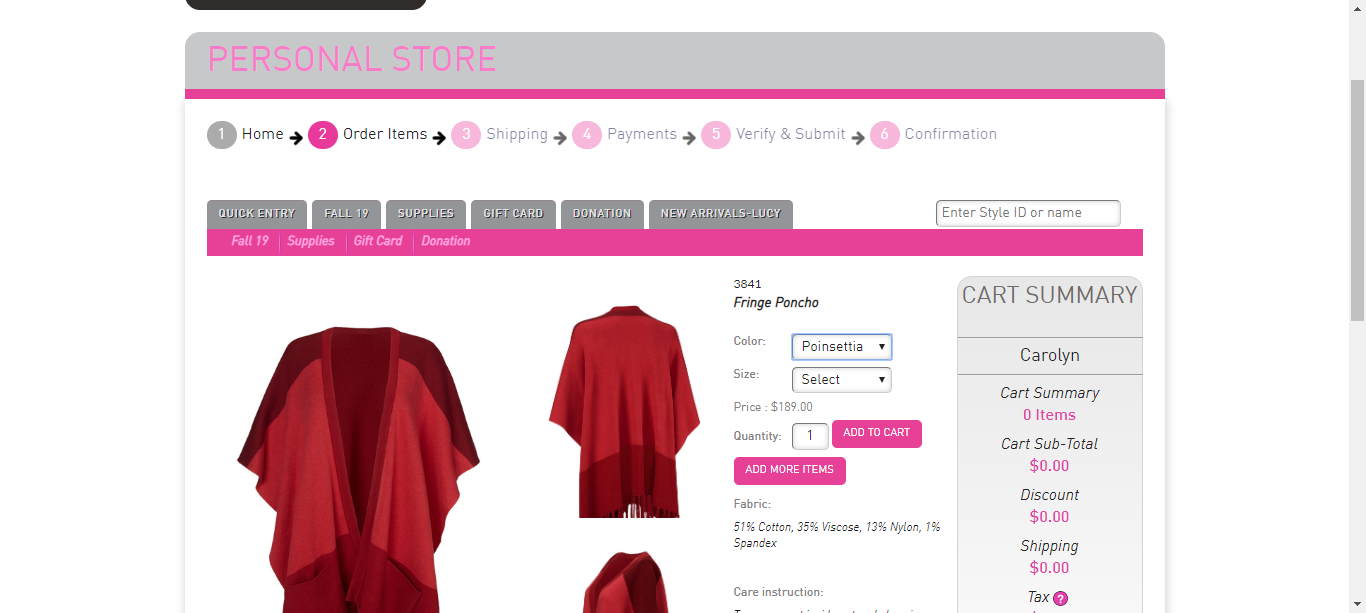 PERSONAL STORE
1 Home 2 Order Items 3 Shipping 4 Payments 5 Verify & Submit 6 Confirmation
QUICK ENTRY FALL 19 SUPPLIES GIFT CARD DONATION NEW ARRIVALS-LUCY Enter Style ID or name
Fall 19 Supplies Gift Card Donation
3841
Fringe Poncho
Color: Poinsettia
Size: Select
Price : $189.00
Quantity: 1 ADD TO CART
ADD MORE ITEMS
Fabric:
51% Cotton, 35% Viscose, 13% Nylon, 1%
Spandex
Care instruction:
CART SUMMARY
Carolyn
Cart Summary
0 Items
Cart Sub-Total
$0.00
Discount
$0.00
Shipping
$0.00
Tax ?